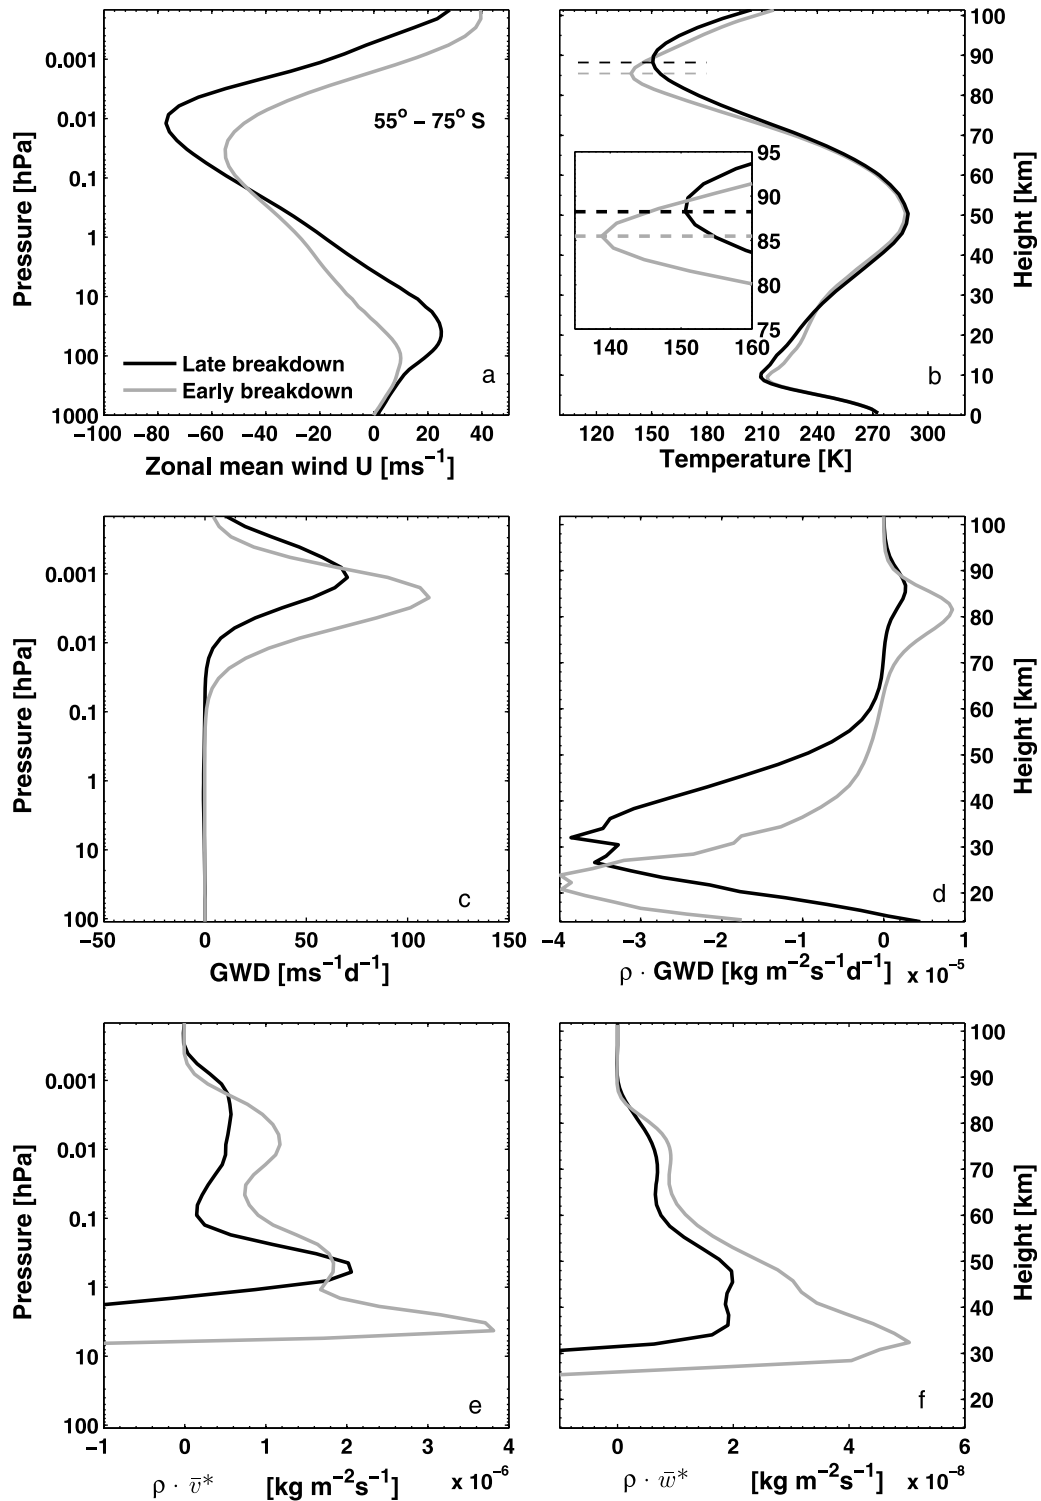 0.001
0.01
0.1
1
10
100
1000
Pressure [hPa]
55° – 75° S
Late breakdown
Early breakdown
a
−100 −80 −60 −40 −20 0 20 40
Zonal mean wind U [ms⁻¹]
100
90
80
70
60
50
40
30
20
10
0
Height [km]
95
90
85
80
75
140 150 160
b
120 150 180 210 240 270 300
Temperature [K]
0.001
0.01
0.1
1
10
100
Pressure [hPa]
c
−50 0 50 100 150
GWD [ms⁻¹d⁻¹]
100
90
80
70
60
50
40
30
20
Height [km]
d
−4 −3 −2 −1 0 1
ρ · GWD [kg m⁻²s⁻¹d⁻¹] x 10⁻⁵
0.001
0.01
0.1
1
10
100
Pressure [hPa]
e
−1 0 1 2 3 4
ρ · v̄* [kg m⁻²s⁻¹] x 10⁻⁶
100
90
80
70
60
50
40
30
20
Height [km]
f
0 2 4 6
ρ · w̄* [kg m⁻²s⁻¹] x 10⁻⁸